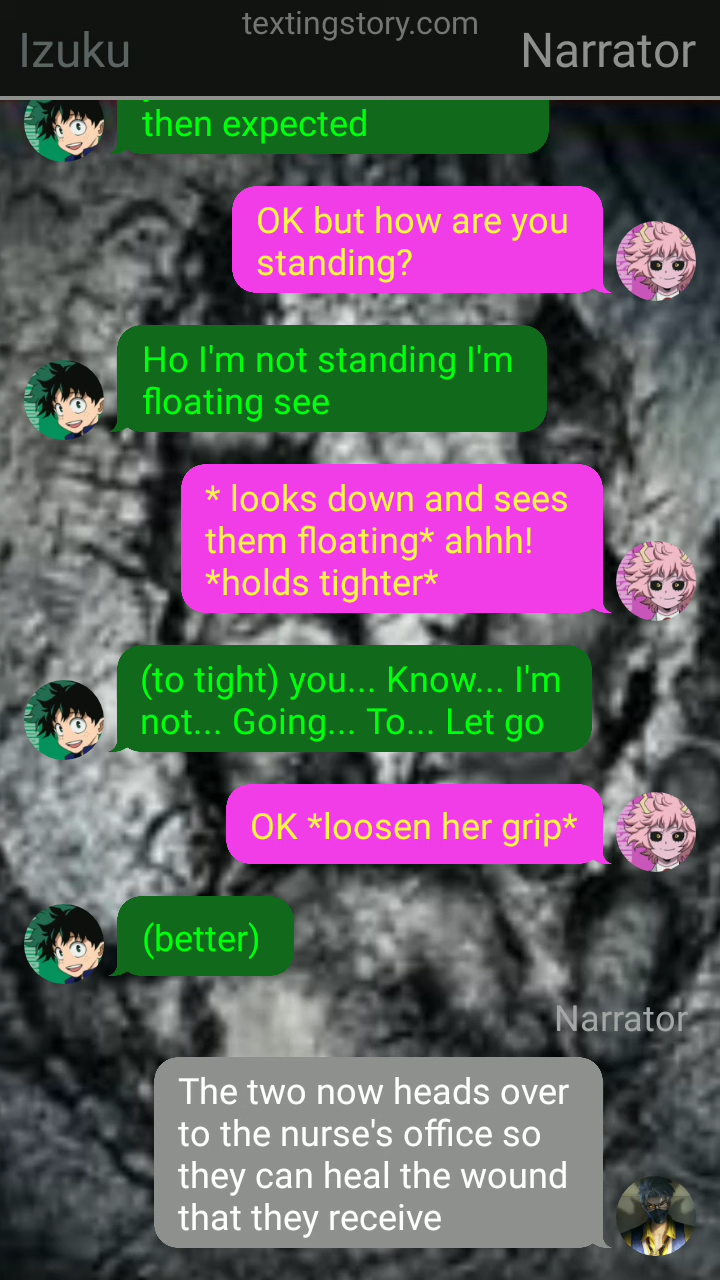 textingstory.com
Izuku
Narrator
then expected
OK but how are you
standing?
Ho I'm not standing I'm
floating see
* looks down and sees
them floating* ahhh!
*holds tighter*
(to tight) you... Know... I'm
not... Going... To... Let go
OK *loosen her grip*
(better)
Narrator
The two now heads over
to the nurse's office so
they can heal the wound
that they receive